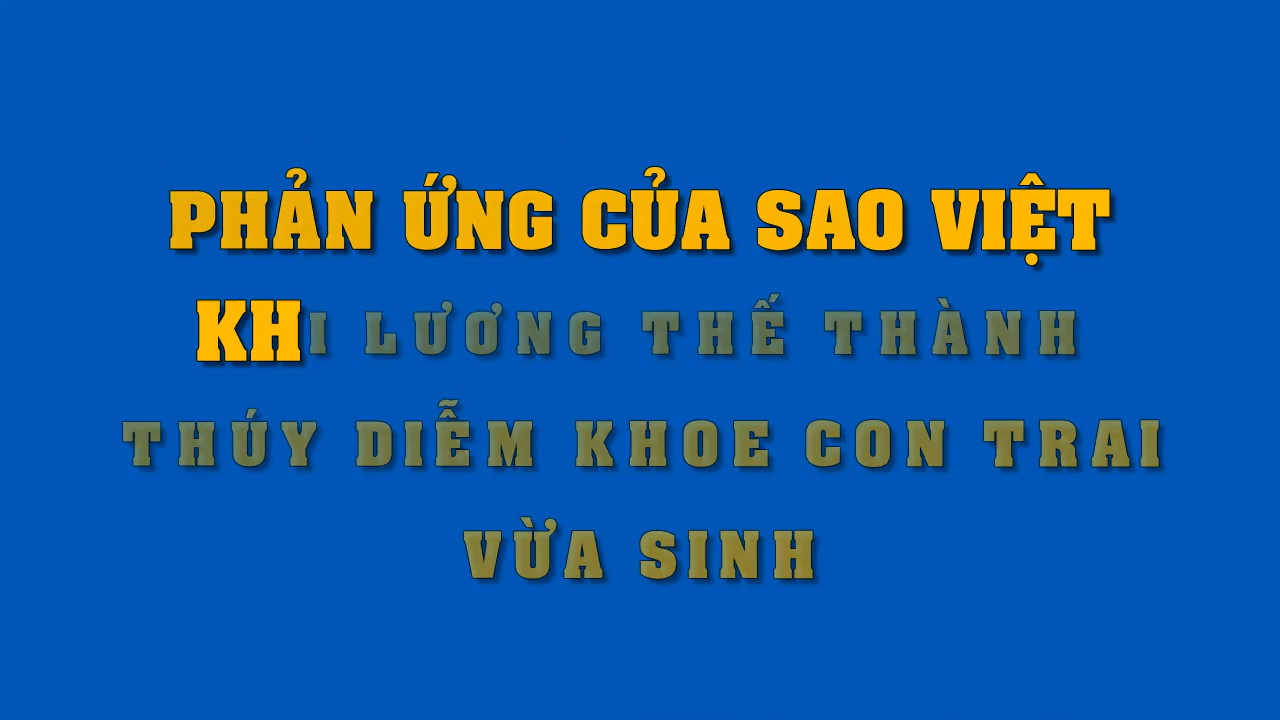 PHẢN ỨNG CỦA SAO VIỆT
KHI LƯƠNG THẾ THÀNH
THÚY DIỄM KHOE CON TRAI
VỪA SINH